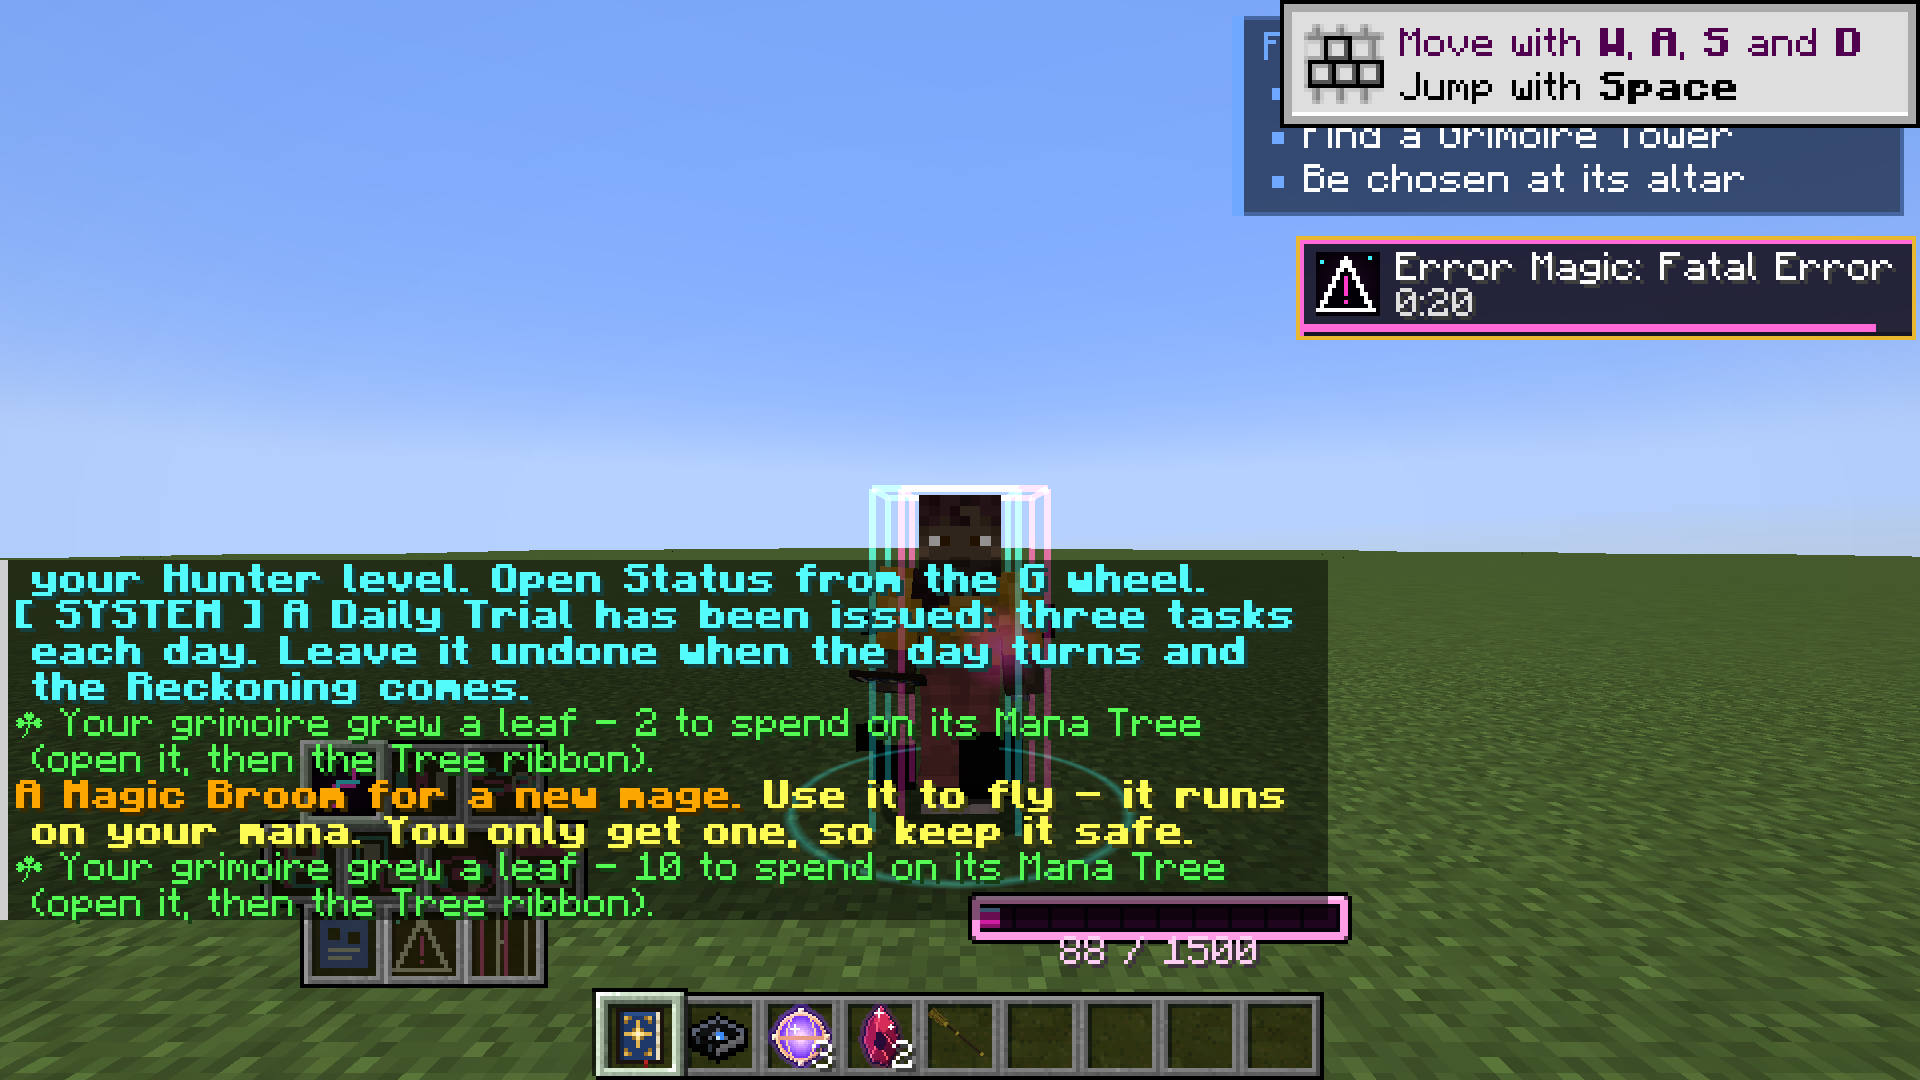 Move with W, A, S and D
Jump with Space
F
Find a Grimoire Tower
Be chosen at its altar
Error Magic: Fatal Error
0:20
your Hunter level. Open Status from the G wheel.
[ SYSTEM ] A Daily Trial has been issued: three tasks
each day. Leave it undone when the day turns and
the Reckoning comes.
☘ Your grimoire grew a leaf – 2 to spend on its Mana Tree
(open it, then the Tree ribbon).
A Magic Broom for a new mage. Use it to fly – it runs
on your mana. You only get one, so keep it safe.
☘ Your grimoire grew a leaf – 10 to spend on its Mana Tree
(open it, then the Tree ribbon).
88 / 1500
3
2